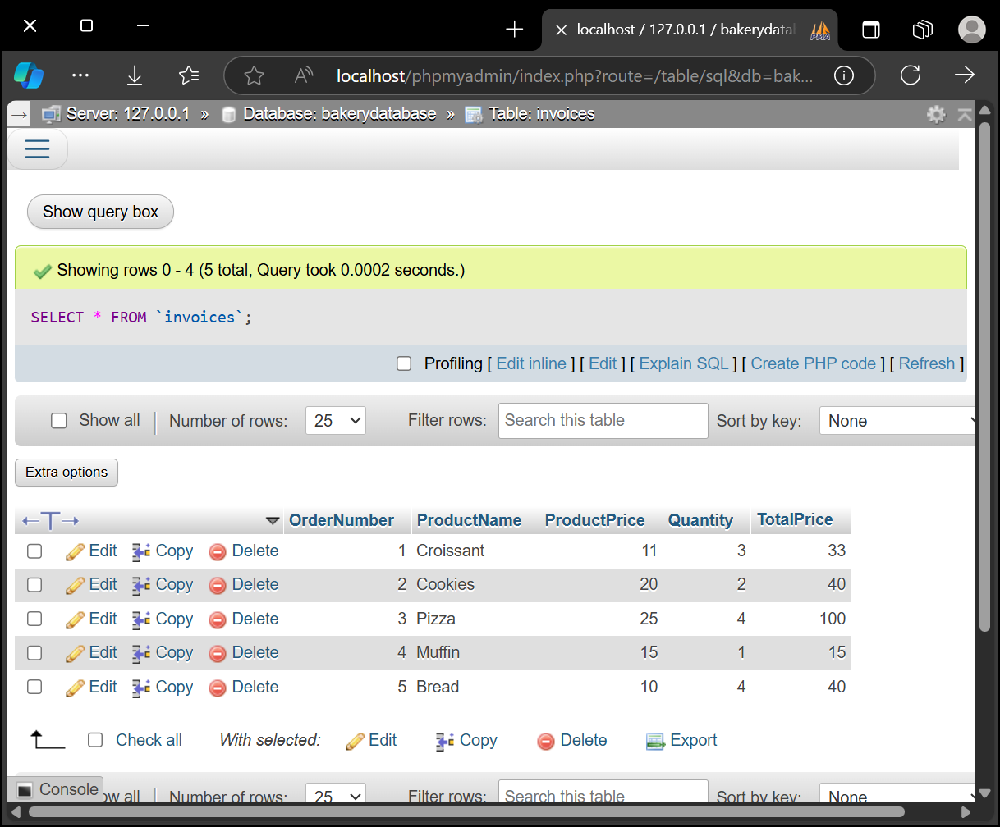 localhost / 127.0.0.1 / bakerydatab
localhost/phpmyadmin/index.php?route=/table/sql&db=bak...
Server: 127.0.0.1 » Database: bakerydatabase » Table: invoices
Show query box
Showing rows 0 - 4 (5 total, Query took 0.0002 seconds.)
SELECT * FROM `invoices`;
Profiling [ Edit inline ] [ Edit ] [ Explain SQL ] [ Create PHP code ] [ Refresh ]
Show all | Number of rows: 25 Filter rows: Search this table Sort by key: None
Extra options
OrderNumber ProductName ProductPrice Quantity TotalPrice
Edit Copy Delete 1 Croissant 11 3 33
Edit Copy Delete 2 Cookies 20 2 40
Edit Copy Delete 3 Pizza 25 4 100
Edit Copy Delete 4 Muffin 15 1 15
Edit Copy Delete 5 Bread 10 4 40
Check all With selected: Edit Copy Delete Export
Console
ow all | Number of rows: 25 Filter rows: Search this table Sort by key: None